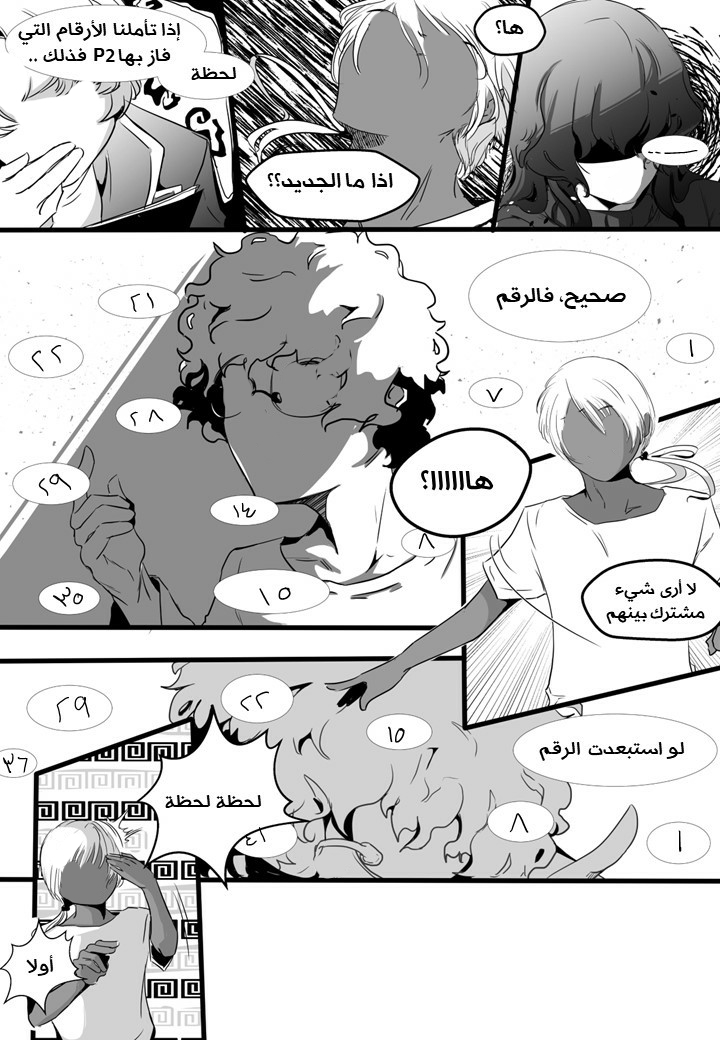 ها؟
اذا ما الجديد؟؟
إذا تأملنا الأرقام التي
فاز بها P2 فذلك ..
لحظة
صحيح، فالرقم
١
٧
٨
١٤
١٥
٢١
٢٢
٢٨
٢٩
٣٥
هاااااا؟
لا أرى شيء
مشترك بينهم
لو استبعدت الرقم
١
٨
١٥
٢٢
٢٩
٣٦
لحظة لحظة
أولا